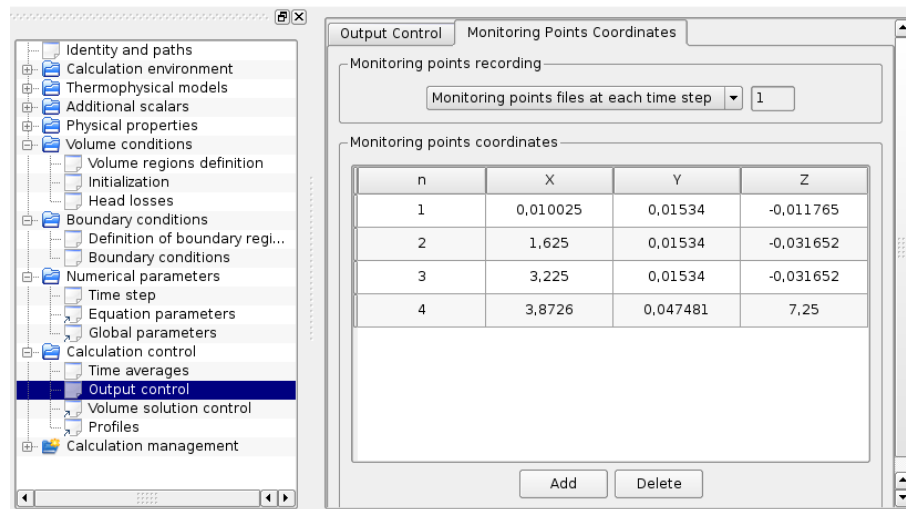 Identity and paths
Calculation environment
Thermophysical models
Additional scalars
Physical properties
Volume conditions
Volume regions definition
Initialization
Head losses
Boundary conditions
Definition of boundary regi...
Boundary conditions
Numerical parameters
Time step
Equation parameters
Global parameters
Calculation control
Time averages
Output control
Volume solution control
Profiles
Calculation management
Output Control Monitoring Points Coordinates
Monitoring points recording
Monitoring points files at each time step 1
Monitoring points coordinates
n X Y Z
1 0,010025 0,01534 -0,011765
2 1,625 0,01534 -0,031652
3 3,225 0,01534 -0,031652
4 3,8726 0,047481 7,25
Add Delete